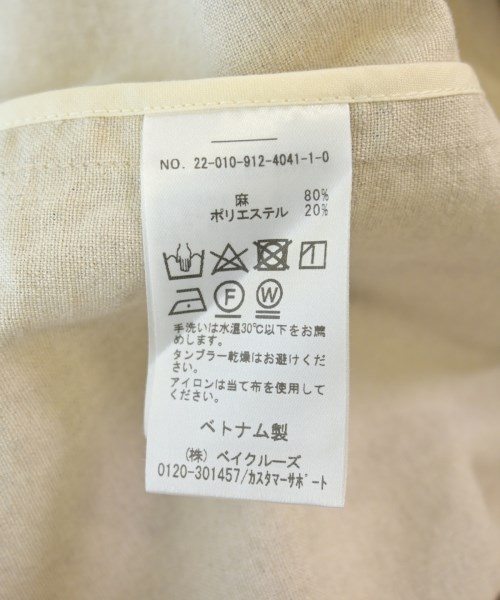 NO. 22-010-912-4041-1-0
麻 80%
ポリエステル 20%
F W
手洗いは水温30℃以下をお薦
めします。
タンブラー乾燥はお避けくだ
さい。
アイロンは当て布を使用して
ください。
ベトナム製
(株) ベイクルーズ
0120-301457/カスタマーサポート